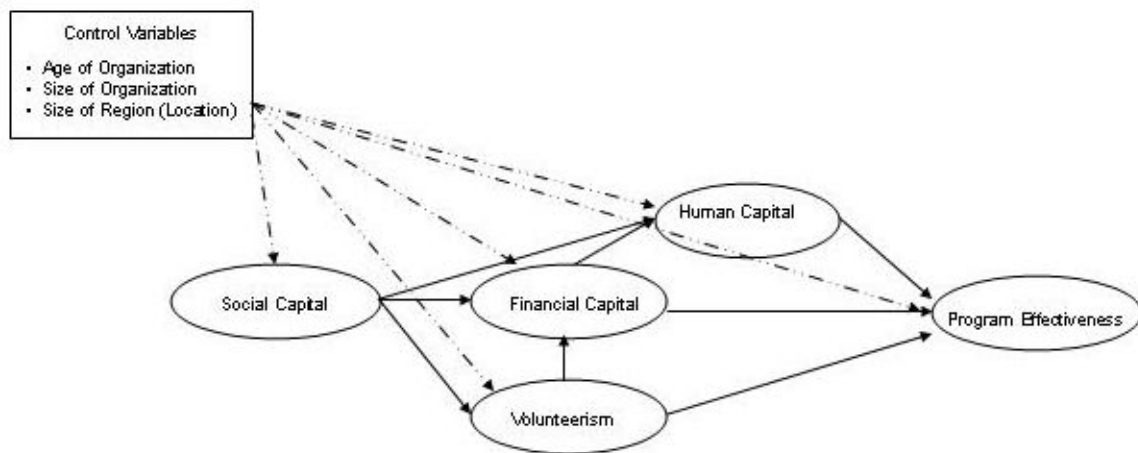 Control Variables
• Age of Organization
• Size of Organization
• Size of Region (Location)
Human Capital
Social Capital
Financial Capital
Program Effectiveness
Volunteerism